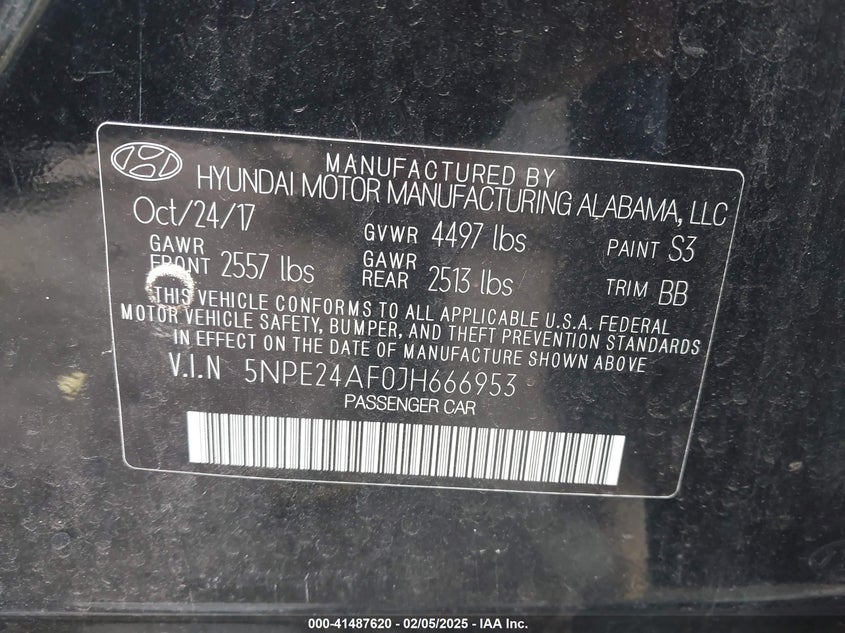 MANUFACTURED BY
HYUNDAI MOTOR MANUFACTURING ALABAMA, LLC
Oct/24/17 GVWR 4497 lbs PAINT S3
GAWR FRONT 2557 lbs GAWR REAR 2513 lbs TRIM BB
THIS VEHICLE CONFORMS TO ALL APPLICABLE U.S.A. FEDERAL
MOTOR VEHICLE SAFETY, BUMPER, AND THEFT PREVENTION STANDARDS
IN EFFECT ON THE DATE OF MANUFACTURE SHOWN ABOVE
V.I.N 5NPE24AF0JH666953
PASSENGER CAR
000-41487620 - 02/05/2025 - IAA Inc.